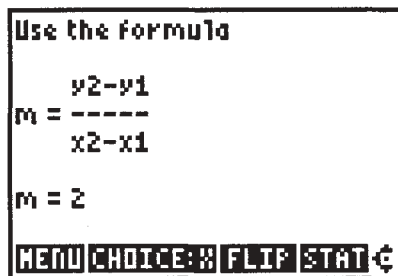 Use the formula
y2-y1
m = -----
x2-x1
m = 2
MENU CHOICE:X FLIP STAT